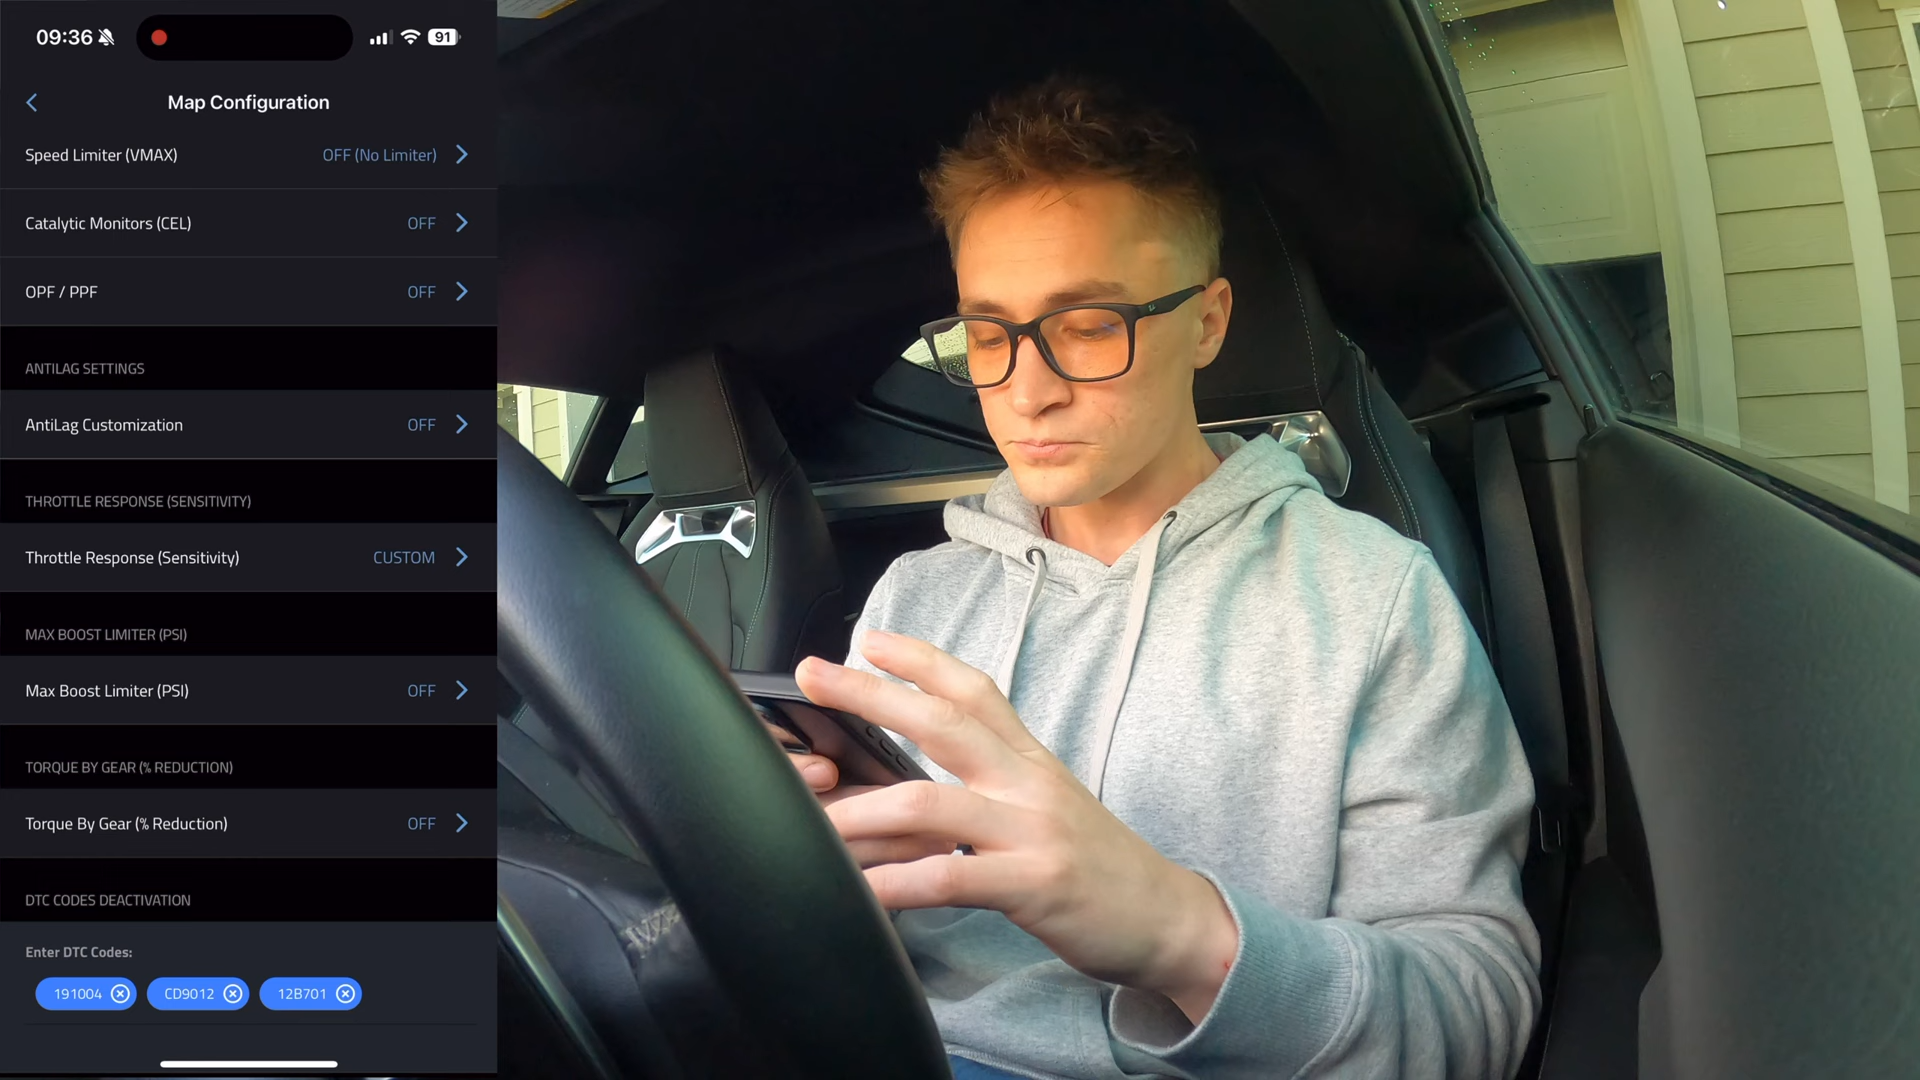 09:36
91
Map Configuration
Speed Limiter (VMAX) OFF (No Limiter)
Catalytic Monitors (CEL) OFF
OPF / PPF OFF
ANTILAG SETTINGS
AntiLag Customization OFF
THROTTLE RESPONSE (SENSITIVITY)
Throttle Response (Sensitivity) CUSTOM
MAX BOOST LIMITER (PSI)
Max Boost Limiter (PSI) OFF
TORQUE BY GEAR (% REDUCTION)
Torque By Gear (% Reduction) OFF
DTC CODES DEACTIVATION
Enter DTC Codes:
191004 CD9012 12B701